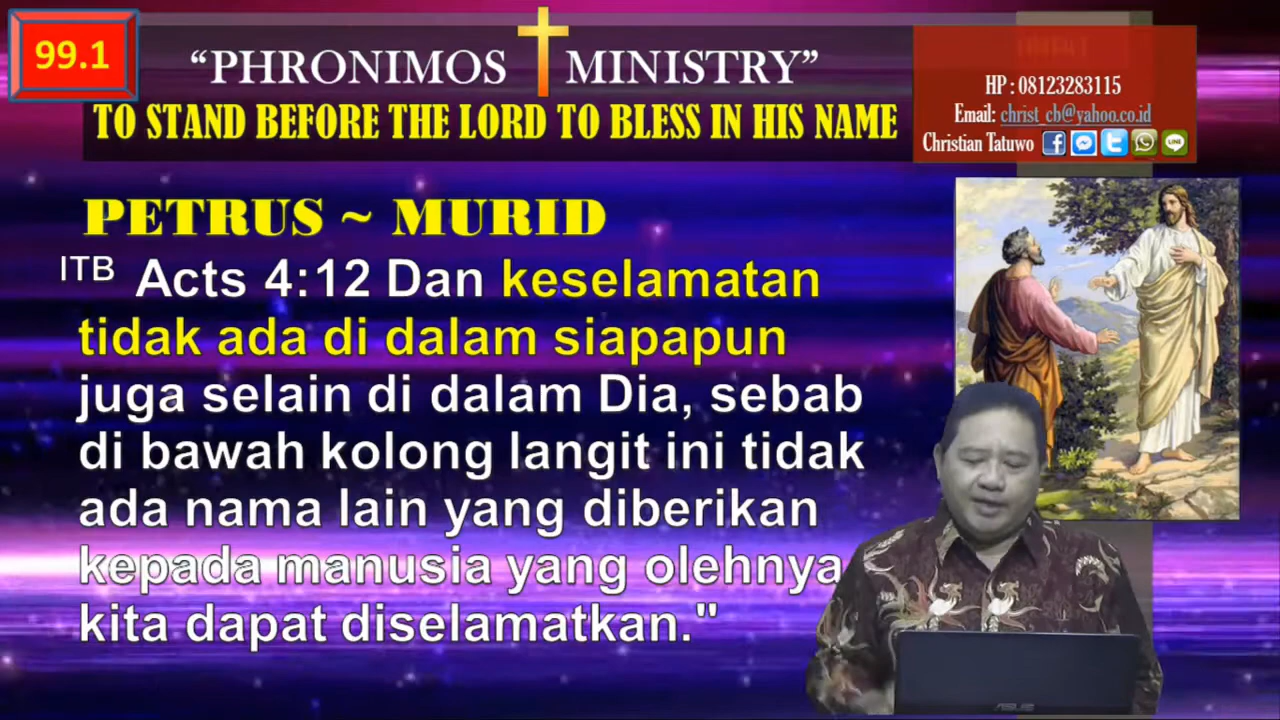 99.1
“PHRONIMOS MINISTRY”
TO STAND BEFORE THE LORD TO BLESS IN HIS NAME
HP : 08123283115
Email: christ_cb@yahoo.co.id
Christian Tatuwo
PETRUS ~ MURID
ITB Acts 4:12 Dan keselamatan
tidak ada di dalam siapapun
juga selain di dalam Dia, sebab
di bawah kolong langit ini tidak
ada nama lain yang diberikan
kepada manusia yang olehnya
kita dapat diselamatkan."
ASUS